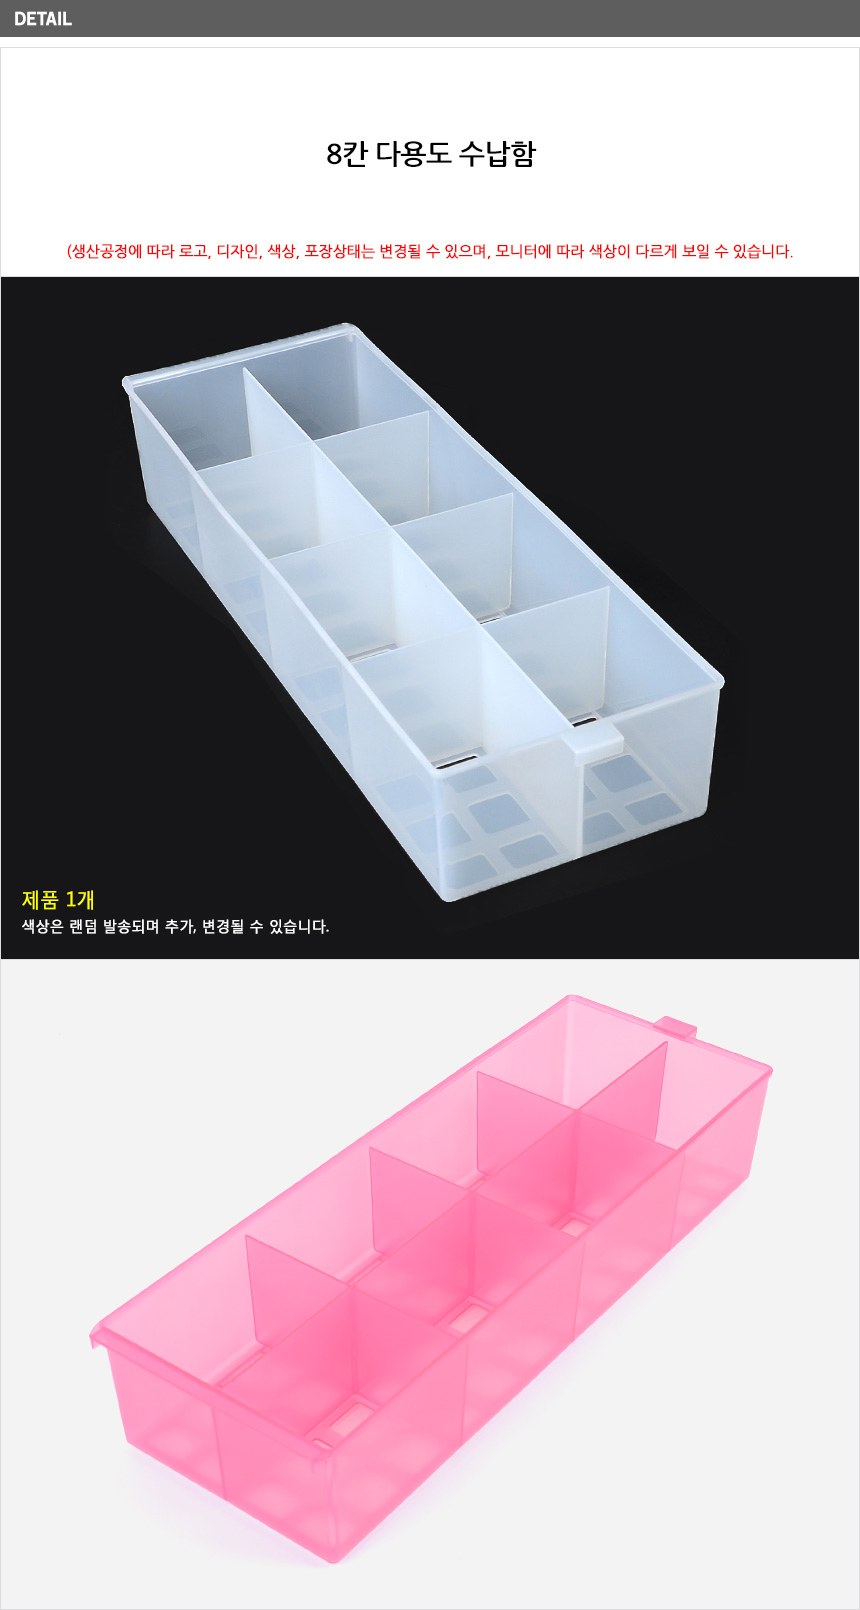 DETAIL
8칸 다용도 수납함
(생산공정에 따라 로고, 디자인, 색상, 포장상태는 변경될 수 있으며, 모니터에 따라 색상이 다르게 보일 수 있습니다.
제품 1개
색상은 랜덤 발송되며 추가, 변경될 수 있습니다.